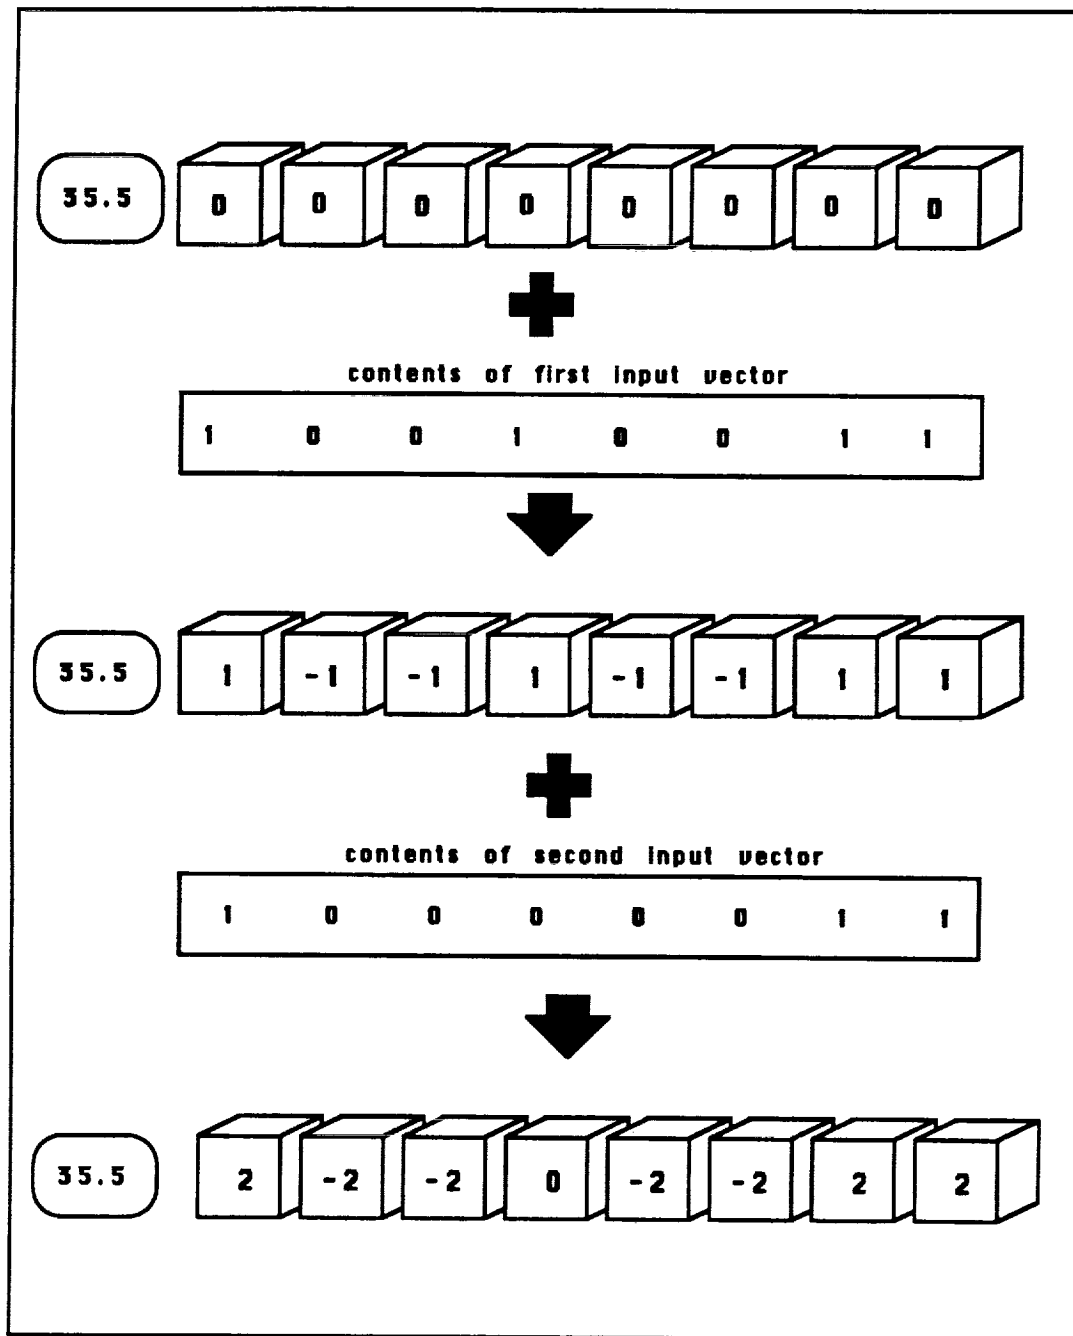 35.5 0 0 0 0 0 0 0 0
contents of first input vector
1 0 0 1 0 0 1 1
35.5 1 -1 -1 1 -1 -1 1 1
contents of second input vector
1 0 0 0 0 0 1 1
35.5 2 -2 -2 0 -2 -2 2 2